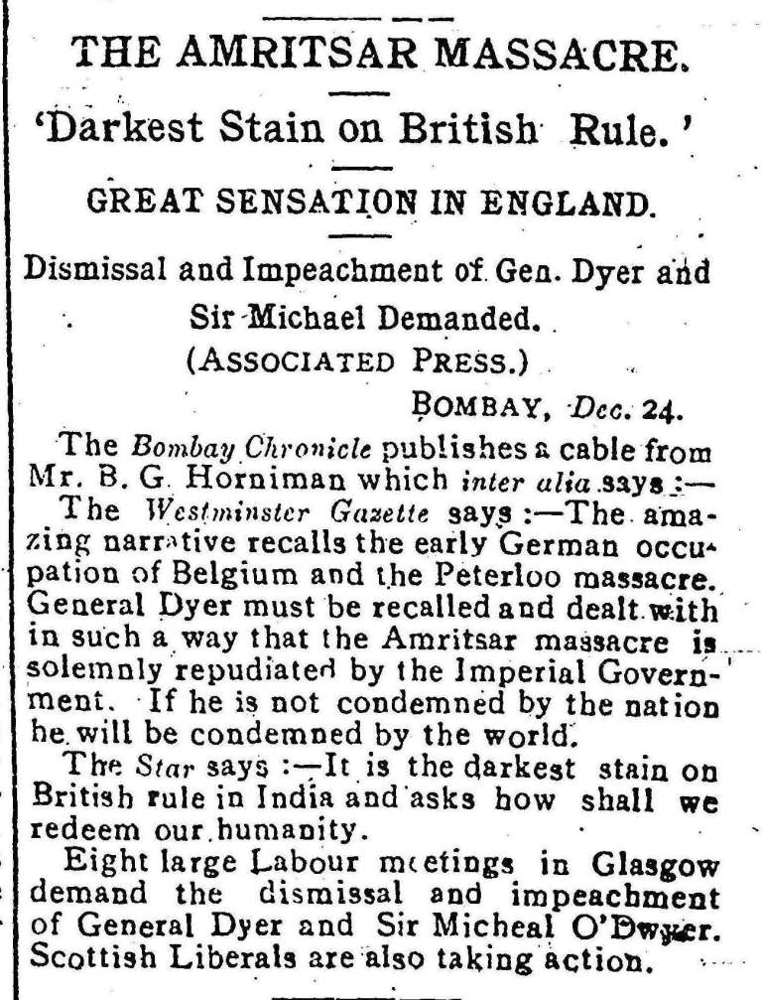 THE AMRITSAR MASSACRE.
‘Darkest Stain on British Rule.’
GREAT SENSATION IN ENGLAND.
Dismissal and Impeachment of Gen. Dyer and
Sir Michael Demanded.
(ASSOCIATED PRESS.)
BOMBAY, Dec. 24.
The Bombay Chronicle publishes a cable from
Mr. B. G. Horniman which inter alia says :—
The Westminster Gazette says :—The ama-
zing narrative recalls the early German occu-
pation of Belgium and the Peterloo massacre.
General Dyer must be recalled and dealt with
in such a way that the Amritsar massacre is
solemnly repudiated by the Imperial Govern-
ment. If he is not condemned by the nation
he will be condemned by the world.
The Star says :—It is the darkest stain on
British rule in India and asks how shall we
redeem our humanity.
Eight large Labour meetings in Glasgow
demand the dismissal and impeachment
of General Dyer and Sir Micheal O'Dwyer.
Scottish Liberals are also taking action.